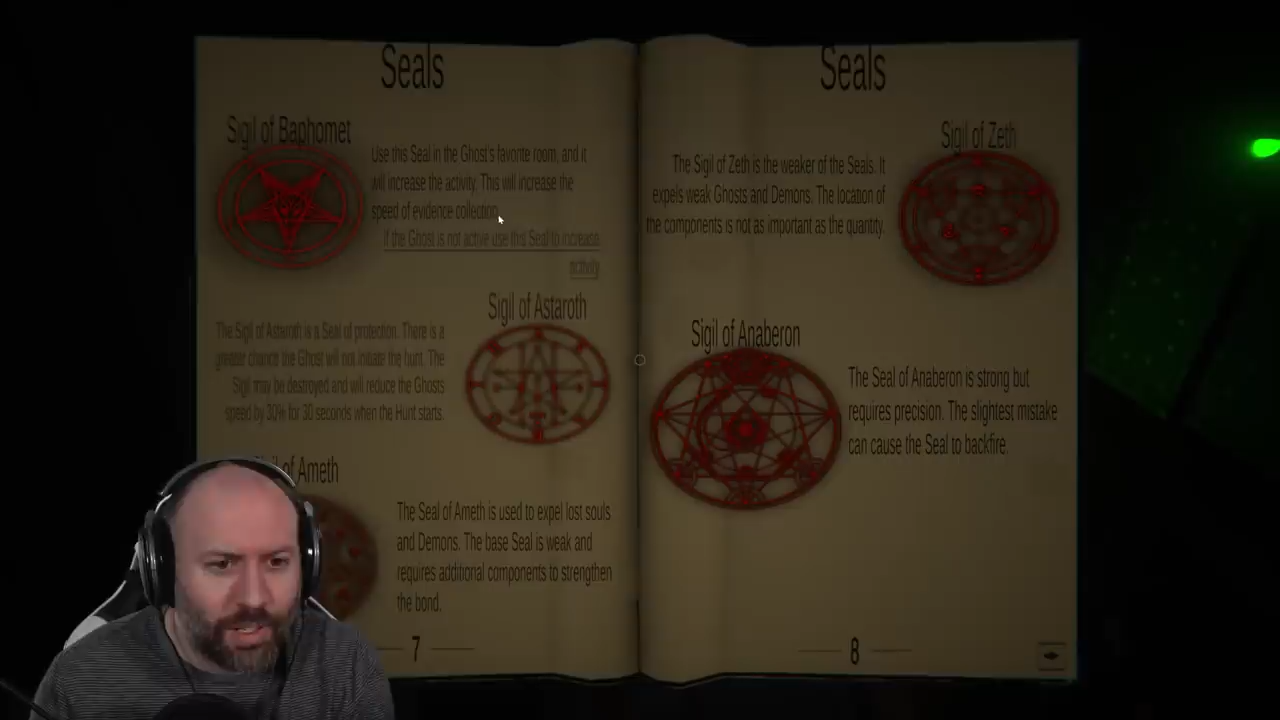 Seals
Sigil of Baphomet
Use this Seal in the Ghost's favorite room, and it
will increase the activity. This will increase the
speed of evidence collection.
If the Ghost is not active use this Seal to increase
activity
Sigil of Astaroth
The Sigil of Astaroth is a Seal of protection. There is a
greater chance the Ghost will not initiate the hunt. The
Sigil may be destroyed and will reduce the Ghosts
speed by 30% for 30 seconds when the Hunt starts.
of Ameth
The Seal of Ameth is used to expel lost souls
and Demons. The base Seal is weak and
requires additional components to strengthen
the bond.
7
Seals
Sigil of Zeth
The Sigil of Zeth is the weaker of the Seals. It
expels weak Ghosts and Demons. The location of
the components is not as important as the quantity.
Sigil of Anaberon
The Seal of Anaberon is strong but
requires precision. The slightest mistake
can cause the Seal to backfire.
8